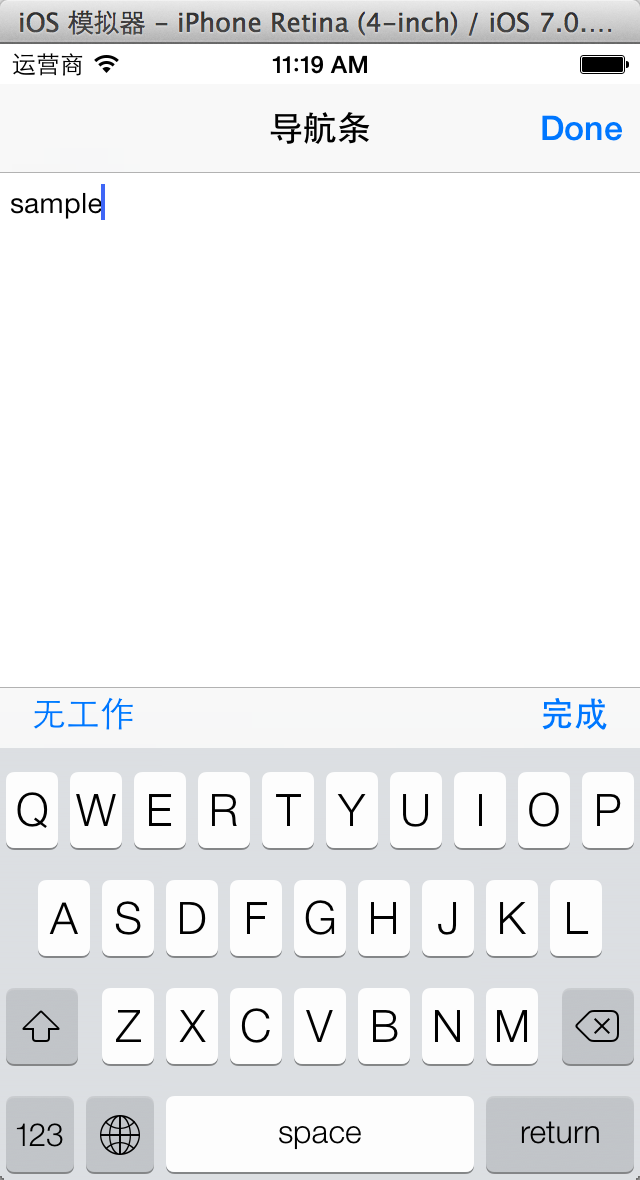 iOS 模拟器 – iPhone Retina (4-inch) / iOS 7.0....
运营商 11:19 AM
导航条 Done
sample
无工作 完成
Q W E R T Y U I O P
A S D F G H J K L
Z X C V B N M
123 space return